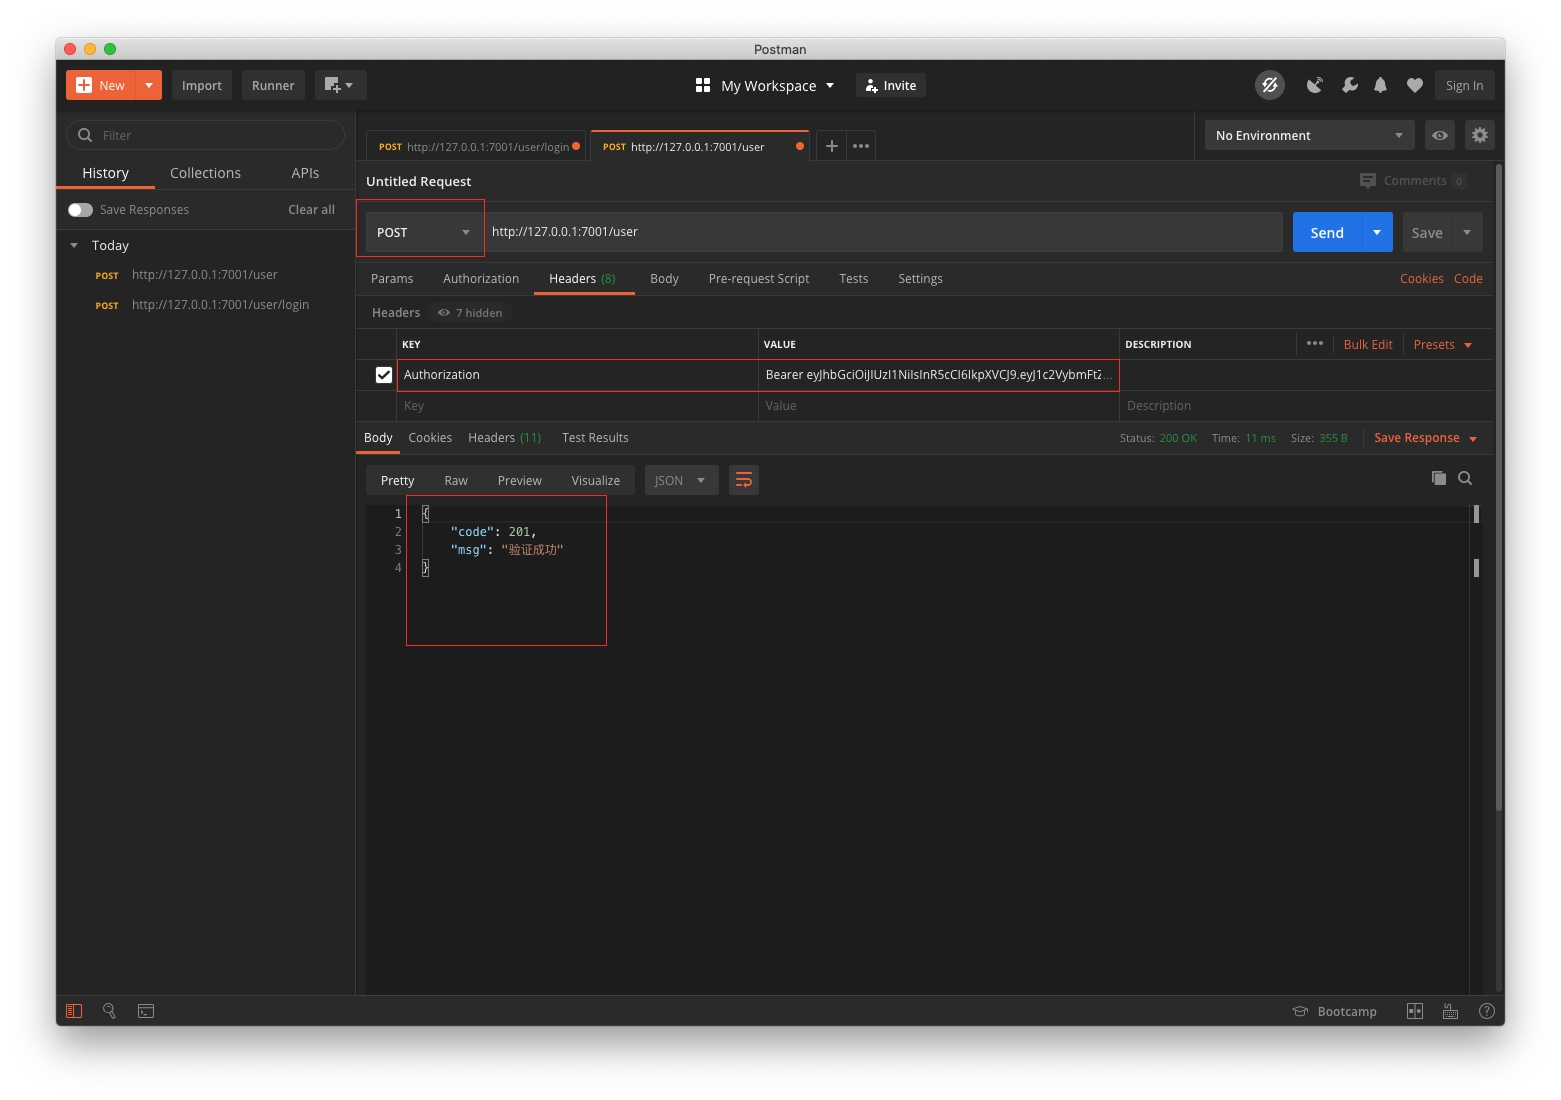 Postman
New
Import
Runner
My Workspace
Invite
Sign In
Filter
History Collections APIs
Save Responses Clear all
Today
POST http://127.0.0.1:7001/user
POST http://127.0.0.1:7001/user/login
POST http://127.0.0.1:7001/user/login
POST http://127.0.0.1:7001/user
No Environment
Untitled Request
Comments 0
POST http://127.0.0.1:7001/user
Send Save
Params Authorization Headers (8) Body Pre-request Script Tests Settings Cookies Code
Headers 7 hidden
KEY VALUE DESCRIPTION Bulk Edit Presets
Authorization Bearer eyJhbGciOiJIUzI1NiIsInR5cCI6IkpXVCJ9.eyJ1c2VybmFtZ...
Key Value Description
Body Cookies Headers (11) Test Results Status: 200 OK Time: 11 ms Size: 355 B Save Response
Pretty Raw Preview Visualize JSON
1 {
2 "code": 201,
3 "msg": "验证成功"
4 }
Bootcamp